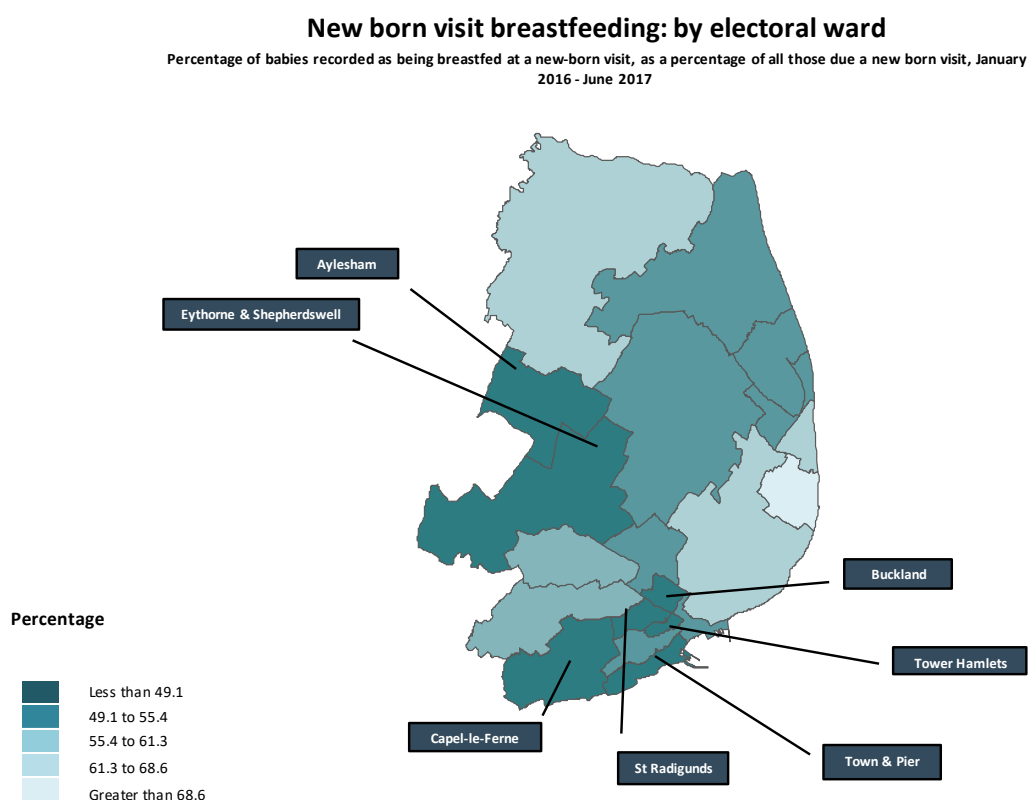 New born visit breastfeeding: by electoral ward
Percentage of babies recorded as being breastfed at a new-born visit, as a percentage of all those due a new born visit, January
2016 - June 2017
Aylesham
Eythorne & Shepherdswell
Buckland
Percentage
Tower Hamlets
Less than 49.1
49.1 to 55.4
Capel-le-Ferne
55.4 to 61.3
Town & Pier
St Radigunds
61.3 to 68.6
Greater than 68.6